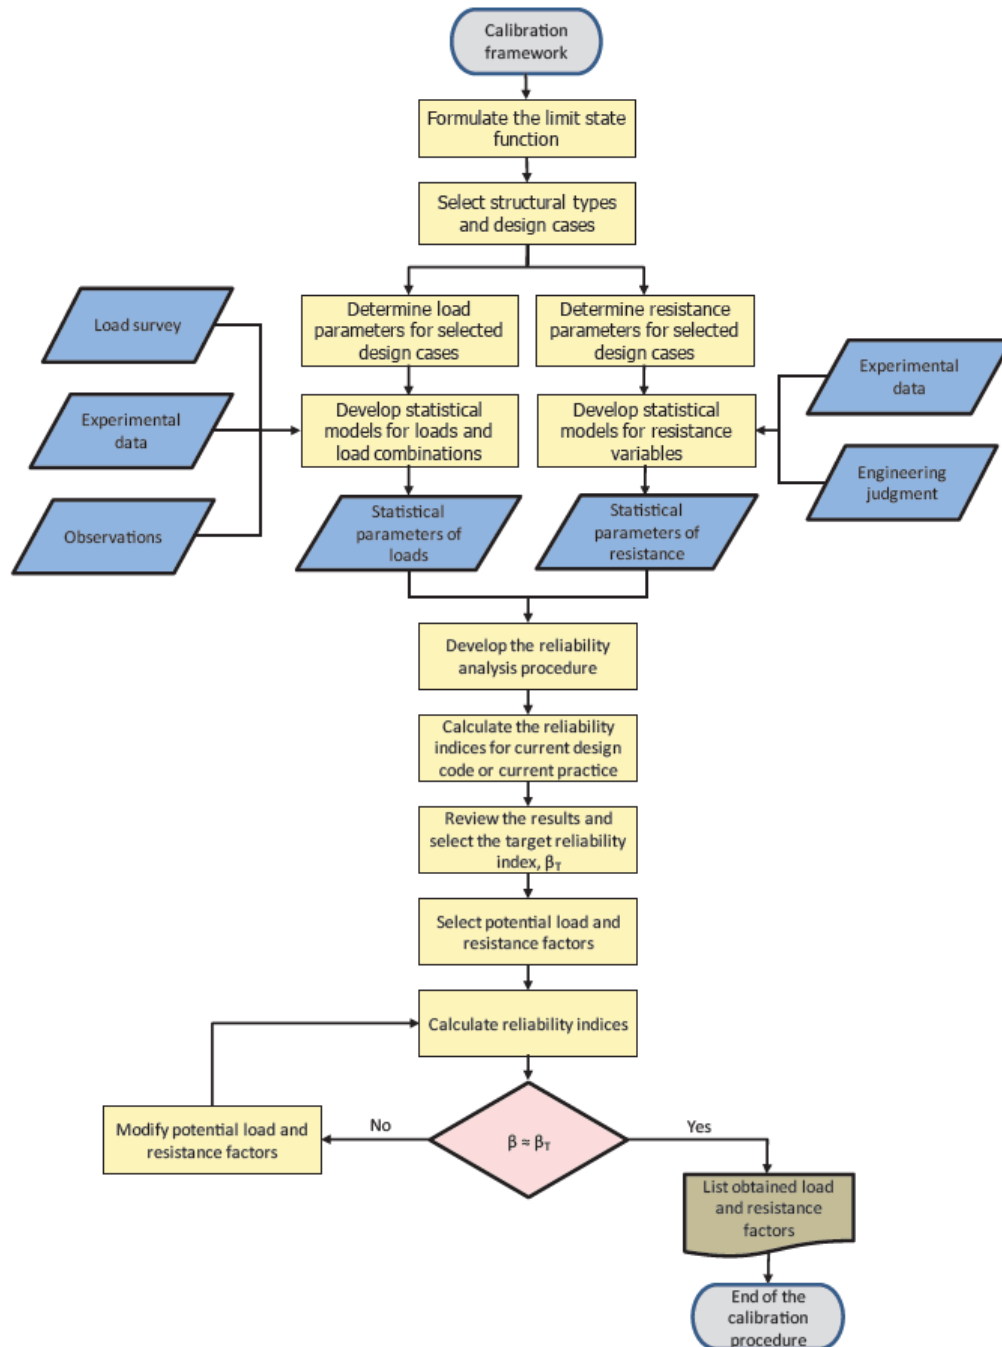 Calibration
framework
Formulate the limit state
function
Select structural types
and design cases
Determine load
parameters for selected
design cases
Determine resistance
parameters for selected
design cases
Load survey
Experimental
data
Observations
Develop statistical
models for loads and
load combinations
Develop statistical
models for resistance
variables
Experimental
data
Engineering
judgment
Statistical
parameters of
loads
Statistical
parameters of
resistance
Develop the reliability
analysis procedure
Calculate the reliability
indices for current design
code or current practice
Review the results and
select the target reliability
index, βT
Select potential load and
resistance factors
Calculate reliability indices
β ≈ βT
No
Modify potential load and
resistance factors
Yes
List obtained load
and resistance
factors
End of the
calibration
procedure